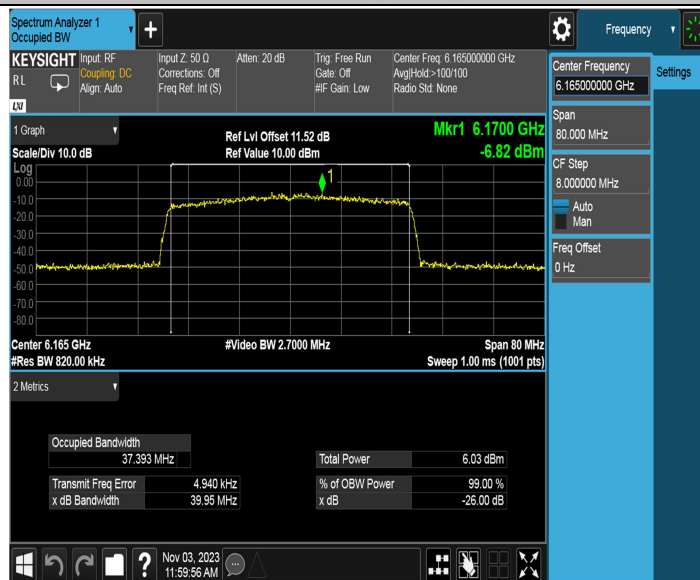 Spectrum Analyzer 1
Occupied BW
+
Frequency
KEYSIGHT
RL
LXI
Input: RF
Coupling: DC
Align: Auto
Input Z: 50 Ω
Corrections: Off
Freq Ref: Int (S)
Atten: 20 dB
Trig: Free Run
Gate: Off
#IF Gain: Low
Center Freq: 6.165000000 GHz
Avg|Hold:>100/100
Radio Std: None
Center Frequency
6.165000000 GHz
Settings
Span
80.000 MHz
CF Step
8.000000 MHz
Auto
Man
Freq Offset
0 Hz
1 Graph
Scale/Div 10.0 dB
Ref Lvl Offset 11.52 dB
Ref Value 10.00 dBm
Mkr1 6.1700 GHz
-6.82 dBm
Log
0.00
-10.0
-20.0
-30.0
-40.0
-50.0
-60.0
-70.0
-80.0
1
Center 6.165 GHz
#Res BW 820.00 kHz
#Video BW 2.7000 MHz
Span 80 MHz
Sweep 1.00 ms (1001 pts)
2 Metrics
Occupied Bandwidth
37.393 MHz
Transmit Freq Error 4.940 kHz
x dB Bandwidth 39.95 MHz
Total Power 6.03 dBm
% of OBW Power 99.00 %
x dB -26.00 dB
?
Nov 03, 2023
11:59:56 AM